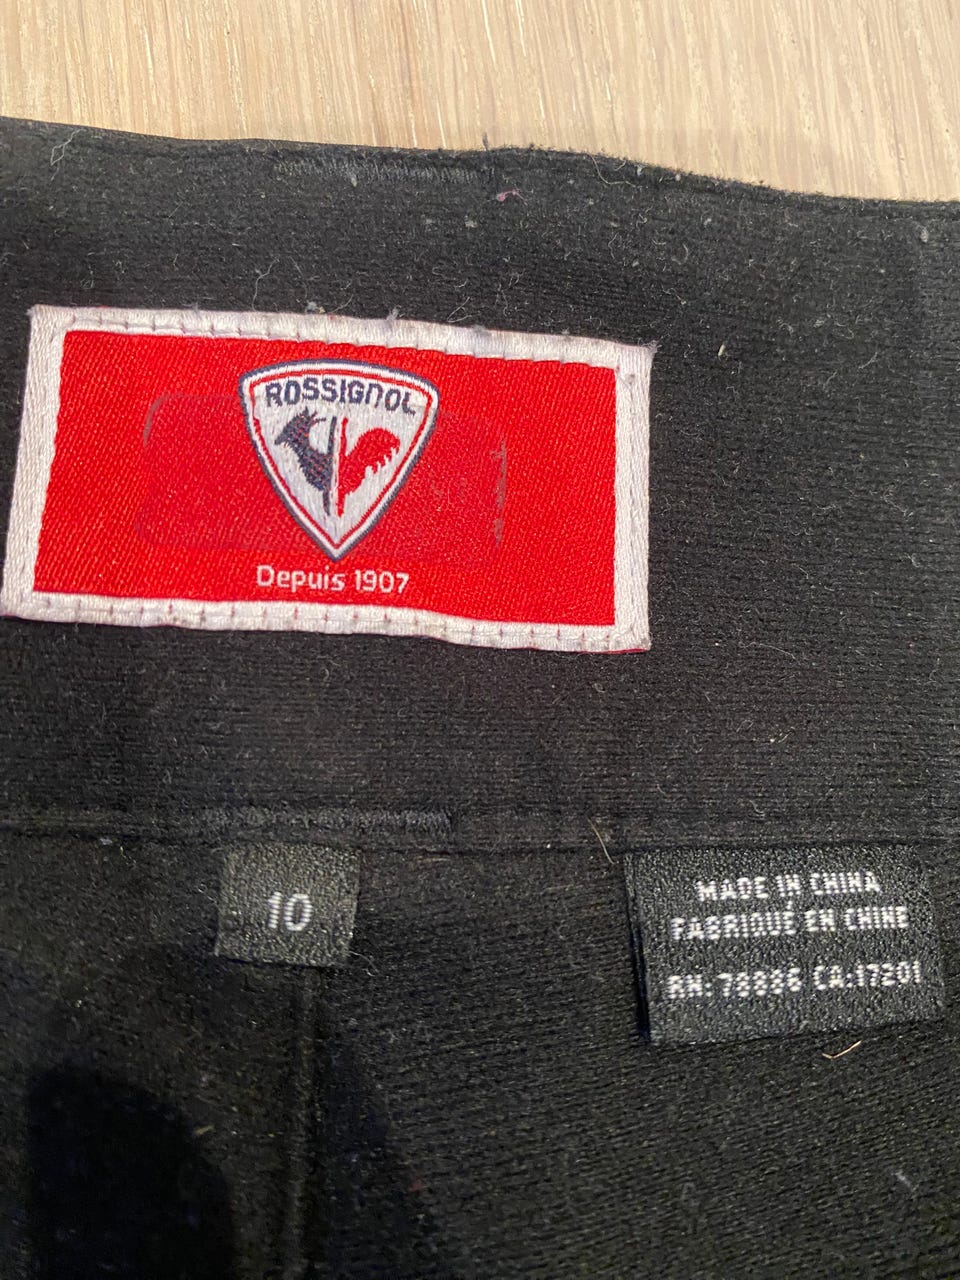 ROSSIGNOL
Depuis 1907
10
MADE IN CHINA
FABRIQUÉ EN CHINE
RN: 78886 CA:17201